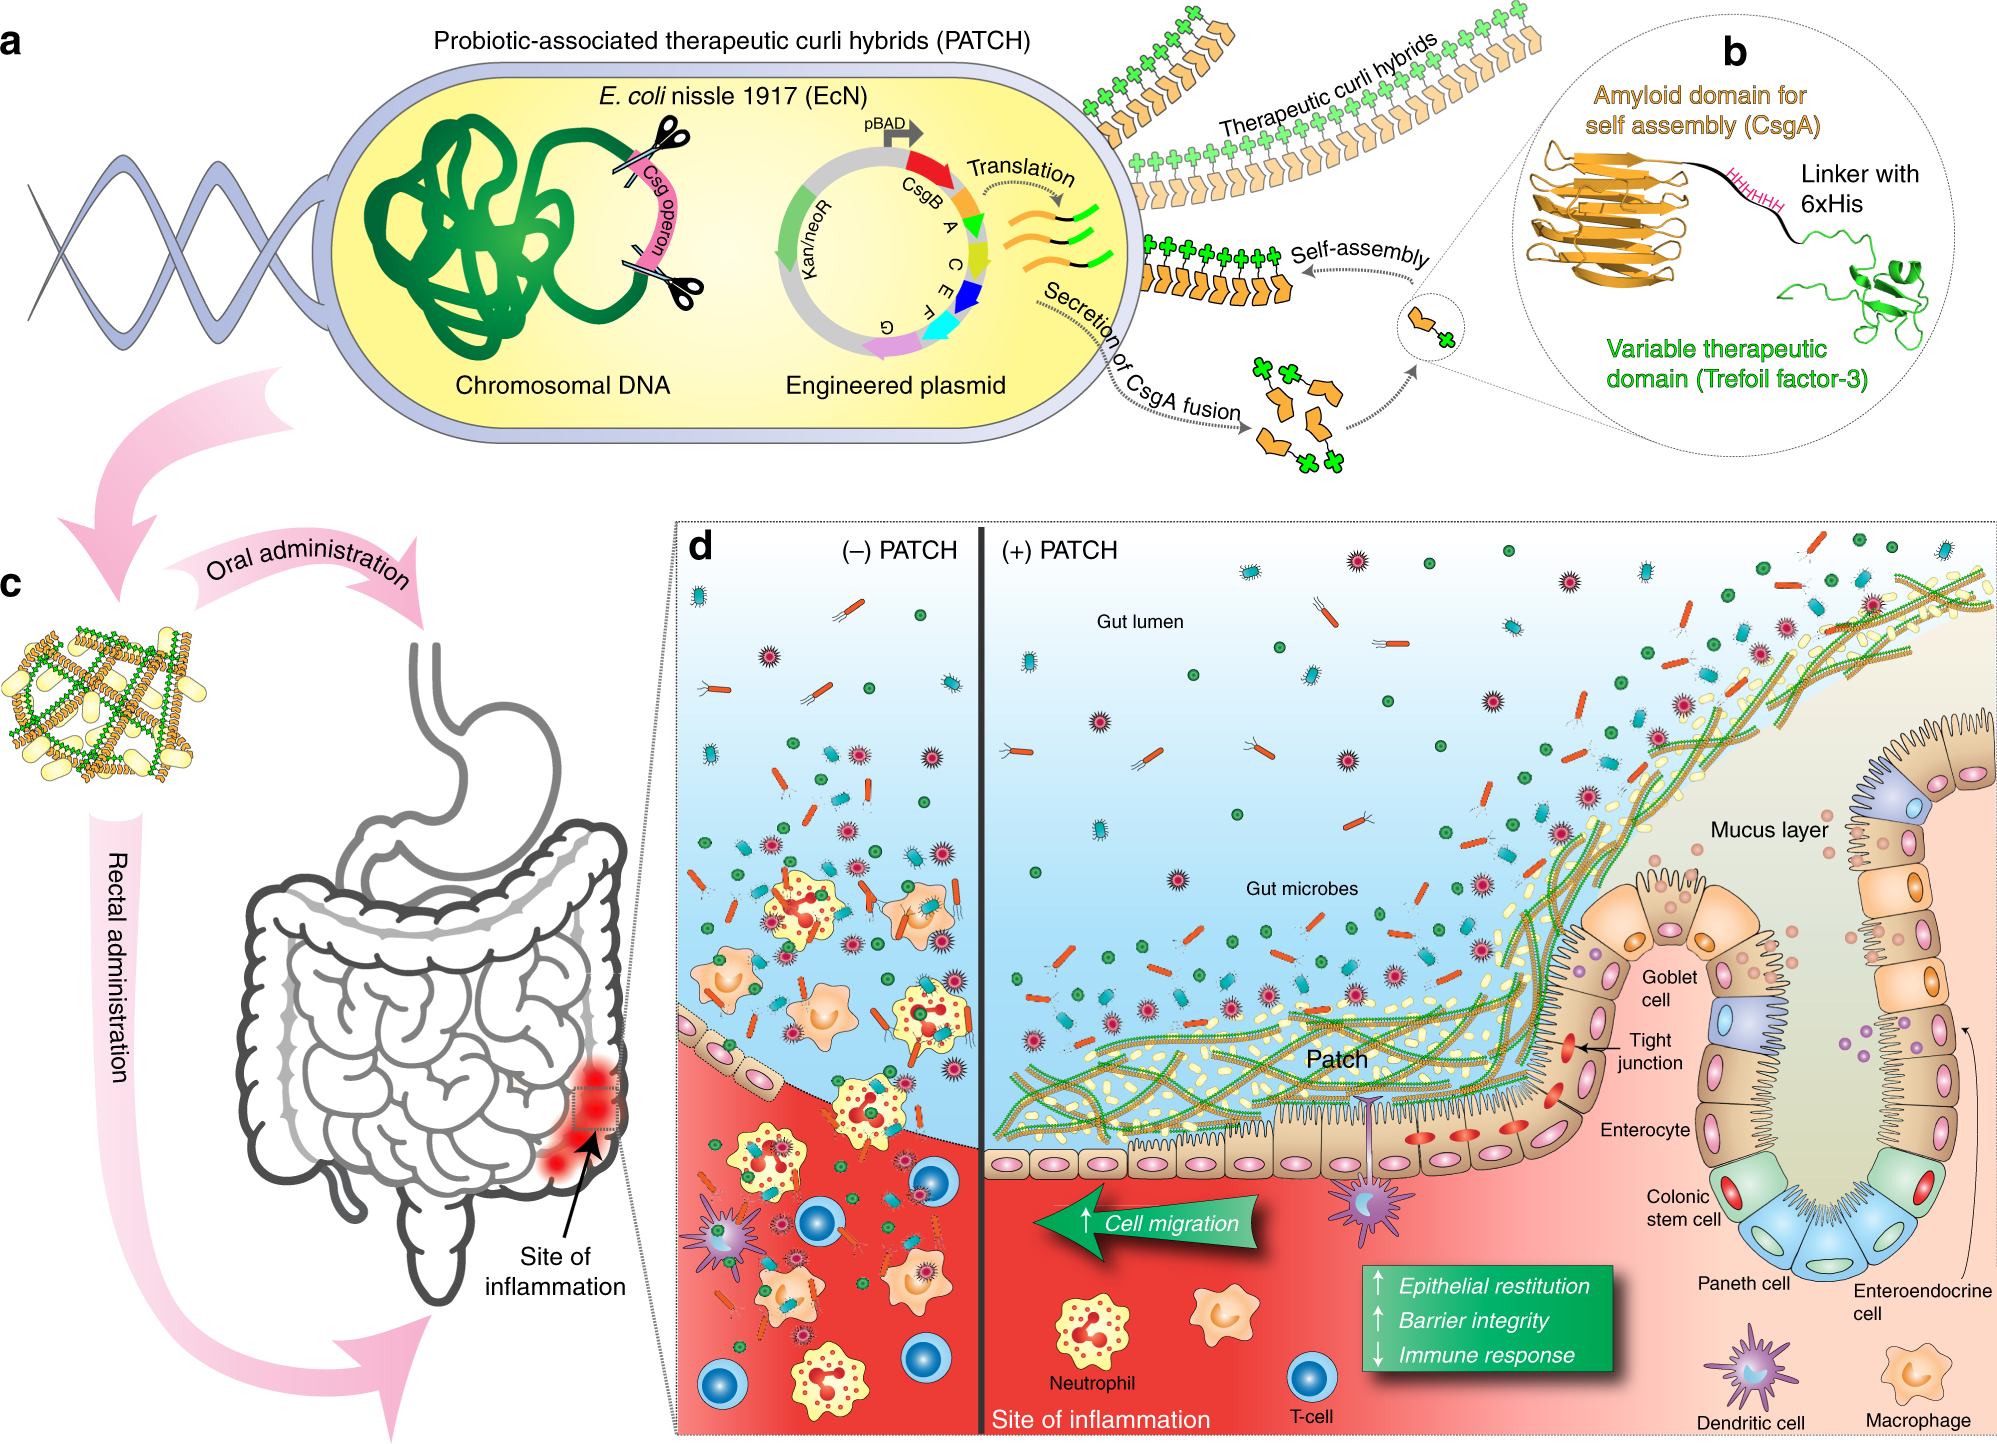 a
Probiotic-associated therapeutic curli hybrids (PATCH)
E. coli nissle 1917 (EcN)
Csg operon
Chromosomal DNA
pBAD
CsgB
A
C
E
F
G
Kan/neoR
Engineered plasmid
Translation
Secretion of CsgA fusion
Self-assembly
Therapeutic curli hybrids
b
Amyloid domain for
self assembly (CsgA)
HHHHHH
Linker with
6xHis
Variable therapeutic
domain (Trefoil factor-3)
c
Oral administration
Rectal administration
Site of
inflammation
d
(–) PATCH
(+) PATCH
Gut lumen
Gut microbes
Mucus layer
Patch
Goblet
cell
Tight
junction
Enterocyte
Colonic
stem cell
Paneth cell
Enteroendocrine
cell
↑ Cell migration
↑ Epithelial restitution
↑ Barrier integrity
↓ Immune response
Neutrophil
T-cell
Dendritic cell
Macrophage
Site of inflammation